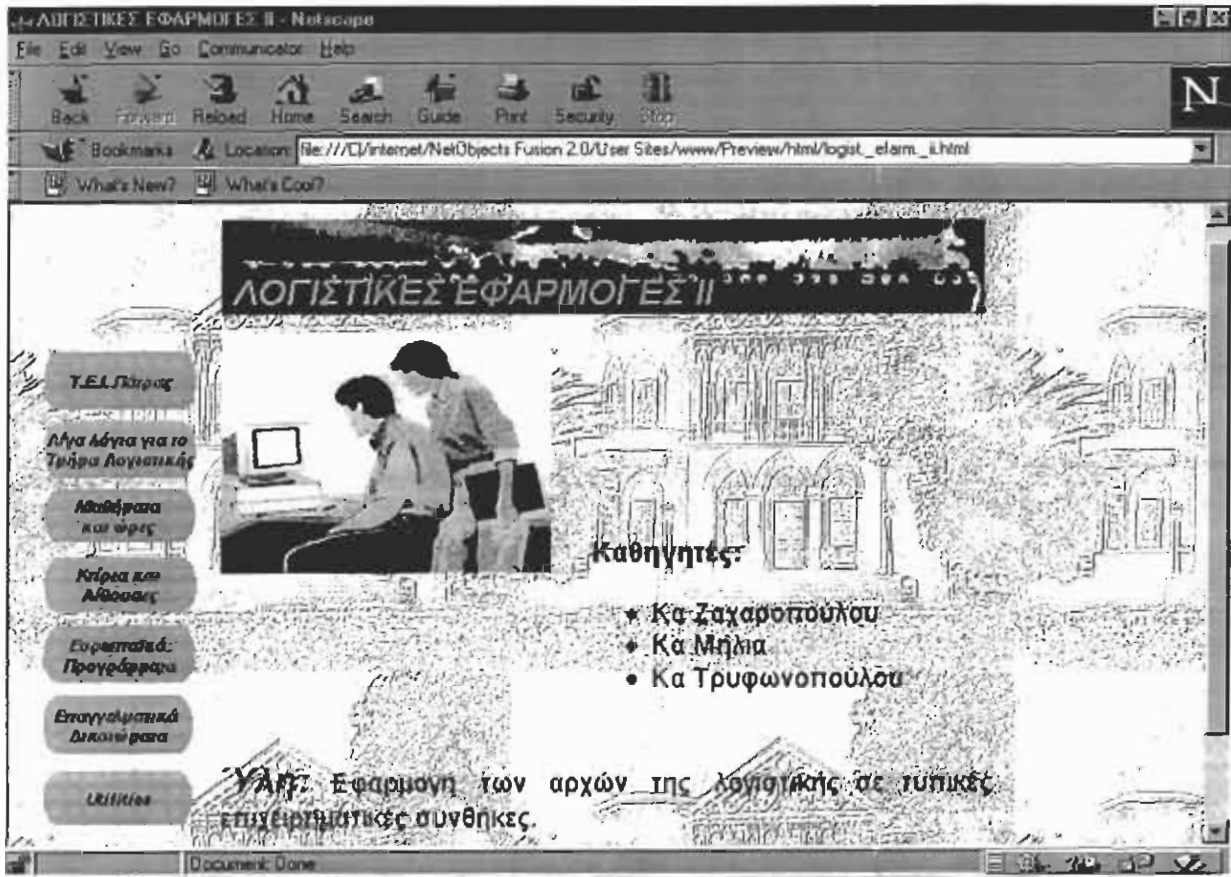 ΛΟΓΙΣΤΙΚΕΣ ΕΦΑΡΜΟΓΕΣ II - Netscape
File Edit View Go Communicator Help
Back Forward Reload Home Search Guide Print Security Stop
N
Bookmarks Location: file:///C|/internet/NetObjects Fusion 2.0/User Sites/www/Preview/html/logist._efarm._ii.html
What's New? What's Cool?
ΛΟΓΙΣΤΙΚΕΣ ΕΦΑΡΜΟΓΕΣ II
Τ.Ε.Ι. Πάτρας
Λίγα λόγια για το
Τμήμα Λογιστικής
Μαθήματα
και ώρες
Κτίρια και
Αίθουσες
Ευρωπαϊκά
Προγράμματα
Επαγγελματικά
Δικαιώματα
Utilities
Καθηγητές:
• Κα Ζαχαροπούλου
• Κα Μήλια
• Κα Τρυφωνοπούλου
Ύλη: Εφαρμογή των αρχών της λογιστικής σε τυπικές
επιχειρηματικές συνθήκες.
Document: Done